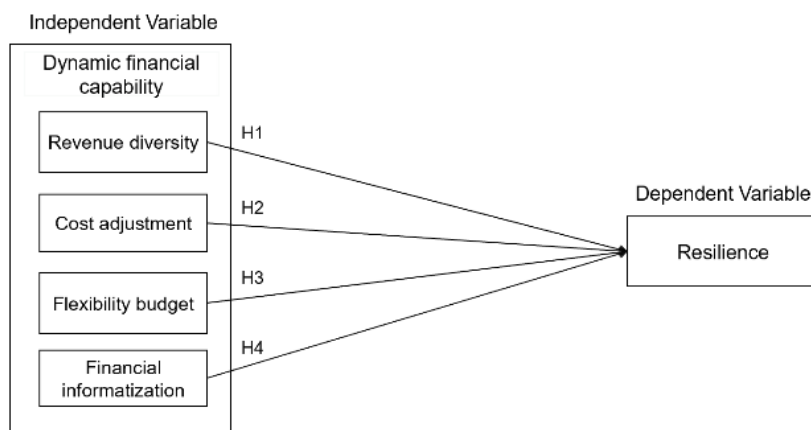 Independent Variable
Dynamic financial
capability
Revenue diversity
H1
Cost adjustment
H2
Flexibility budget
H3
Financial
informatization
H4
Dependent Variable
Resilience